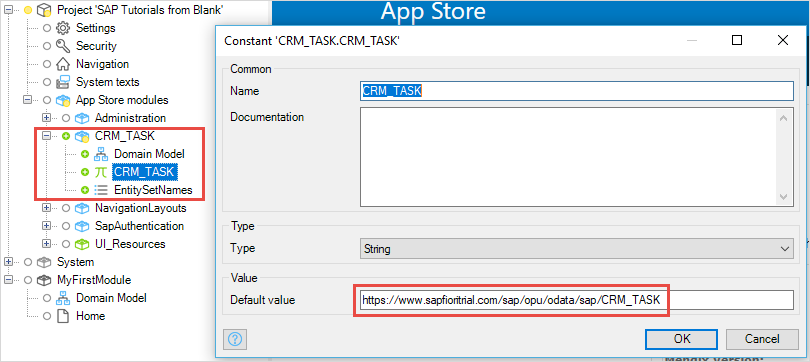 Project 'SAP Tutorials from Blank'
Settings
Security
Navigation
System texts
App Store modules
Administration
CRM_TASK
Domain Model
CRM_TASK
EntitySetNames
NavigationLayouts
SapAuthentication
UI_Resources
System
MyFirstModule
Domain Model
Home
App Store
Constant 'CRM_TASK.CRM_TASK'
Common
Name
CRM_TASK
Documentation
Type
Type
String
Value
Default value
https://www.sapfioritrial.com/sap/opu/odata/sap/CRM_TASK
?
OK
Cancel